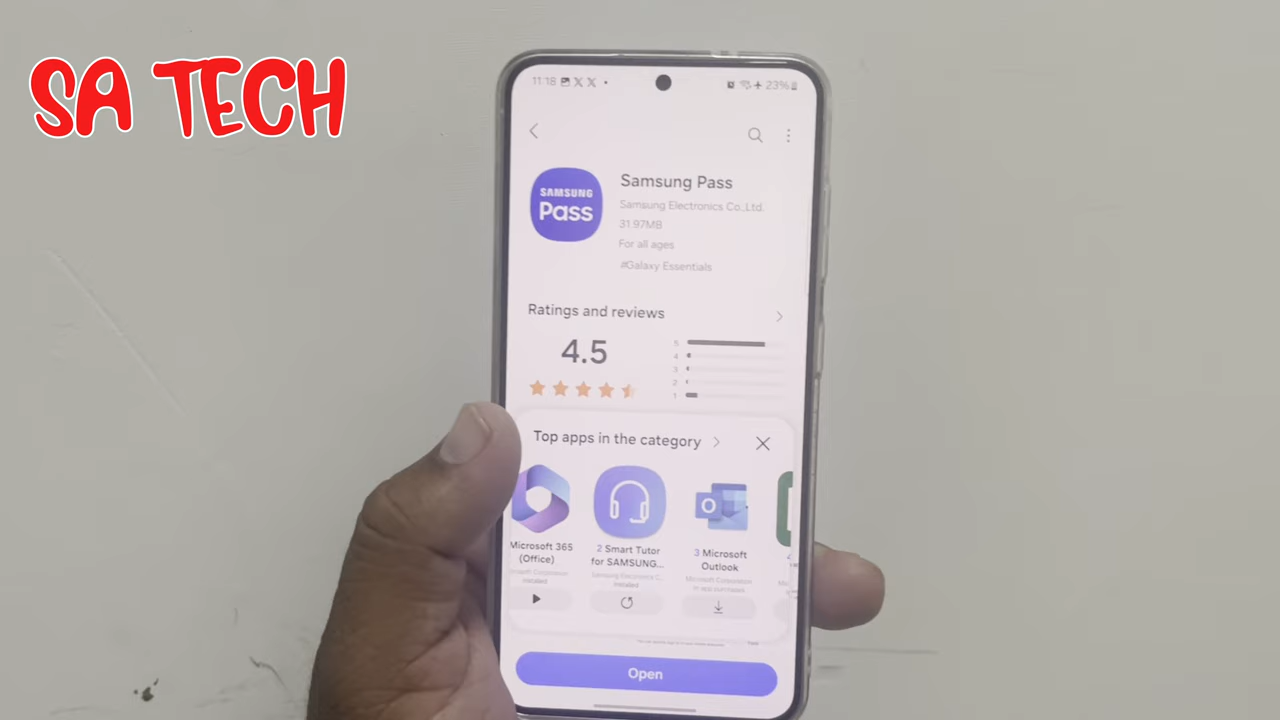 SA TECH
11:18
23%
SAMSUNG
Pass
Samsung Pass
Samsung Electronics Co.,Ltd.
31.97MB
For all ages
#Galaxy Essentials
Ratings and reviews
4.5
5
4
3
2
1
Top apps in the category
Microsoft 365
(Office)
Microsoft Corporation
Installed
2 Smart Tutor
for SAMSUNG...
Samsung Electronics C...
Installed
3 Microsoft
Outlook
Microsoft Corporation
Open